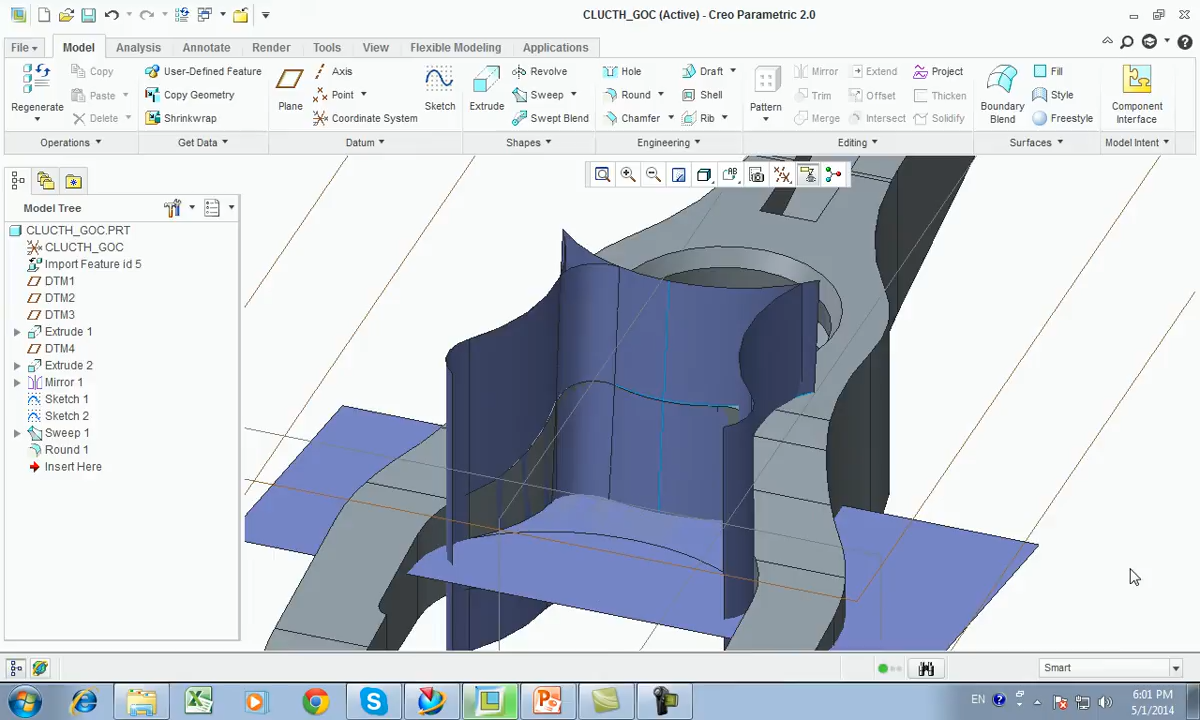 CLUCTH_GOC (Active) - Creo Parametric 2.0
File Model Analysis Annotate Render Tools View Flexible Modeling Applications
Regenerate
Copy
Paste
Delete
Operations
User-Defined Feature
Copy Geometry
Shrinkwrap
Get Data
Plane
Axis
Point
Coordinate System
Sketch
Datum
Extrude
Revolve
Sweep
Swept Blend
Shapes
Hole
Round
Chamfer
Draft
Shell
Rib
Engineering
Pattern
Mirror
Trim
Merge
Extend
Offset
Intersect
Project
Thicken
Solidify
Editing
Boundary
Blend
Fill
Style
Freestyle
Surfaces
Component
Interface
Model Intent
Model Tree
CLUCTH_GOC.PRT
CLUCTH_GOC
Import Feature id 5
DTM1
DTM2
DTM3
Extrude 1
DTM4
Extrude 2
Mirror 1
Sketch 1
Sketch 2
Sweep 1
Round 1
Insert Here
Smart
EN
6:01 PM
5/1/2014